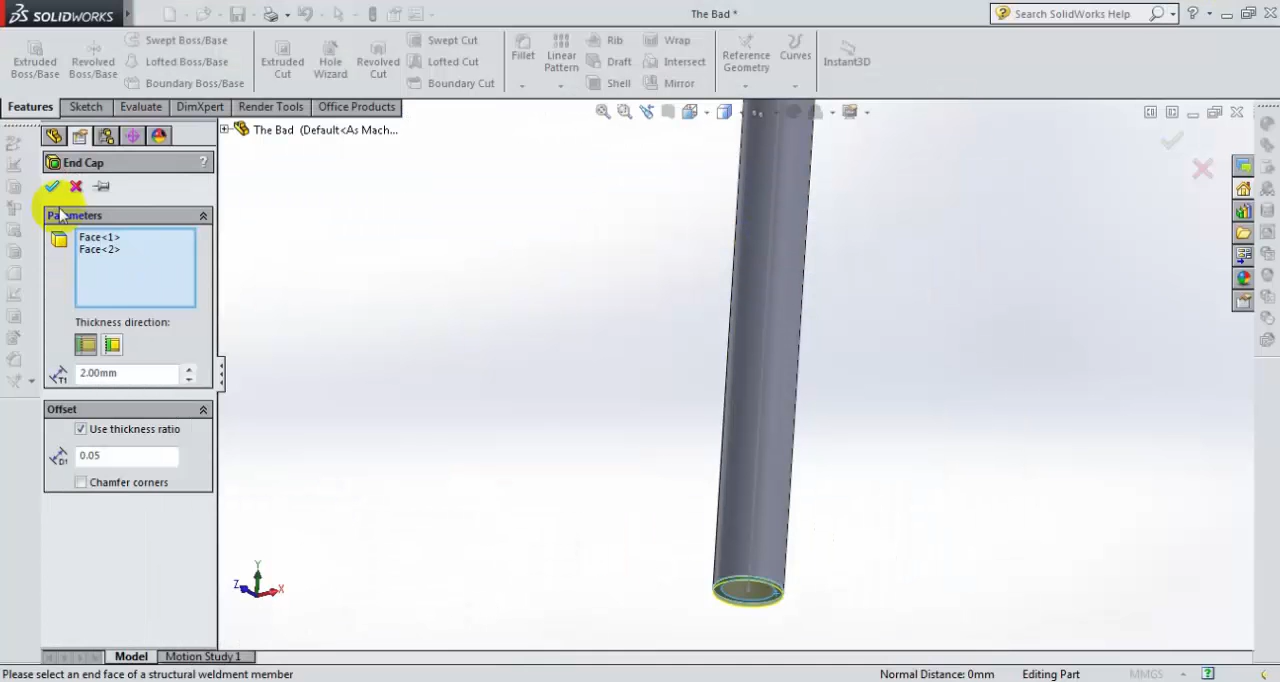 SOLIDWORKS
The Bad *
Search SolidWorks Help
Extruded Boss/Base
Revolved Boss/Base
Swept Boss/Base
Lofted Boss/Base
Boundary Boss/Base
Extruded Cut
Hole Wizard
Revolved Cut
Swept Cut
Lofted Cut
Boundary Cut
Fillet
Linear Pattern
Rib
Draft
Shell
Wrap
Intersect
Mirror
Reference Geometry
Curves
Instant3D
Features
Sketch
Evaluate
DimXpert
Render Tools
Office Products
The Bad (Default<As Mach...
End Cap
?
Parameters
Face<1>
Face<2>
Thickness direction:
T1
2.00mm
Offset
Use thickness ratio
D1
0.05
Chamfer corners
Y
Z
X
Model
Motion Study 1
Please select an end face of a structural weldment member
Normal Distance: 0mm
Editing Part
MMGS
?